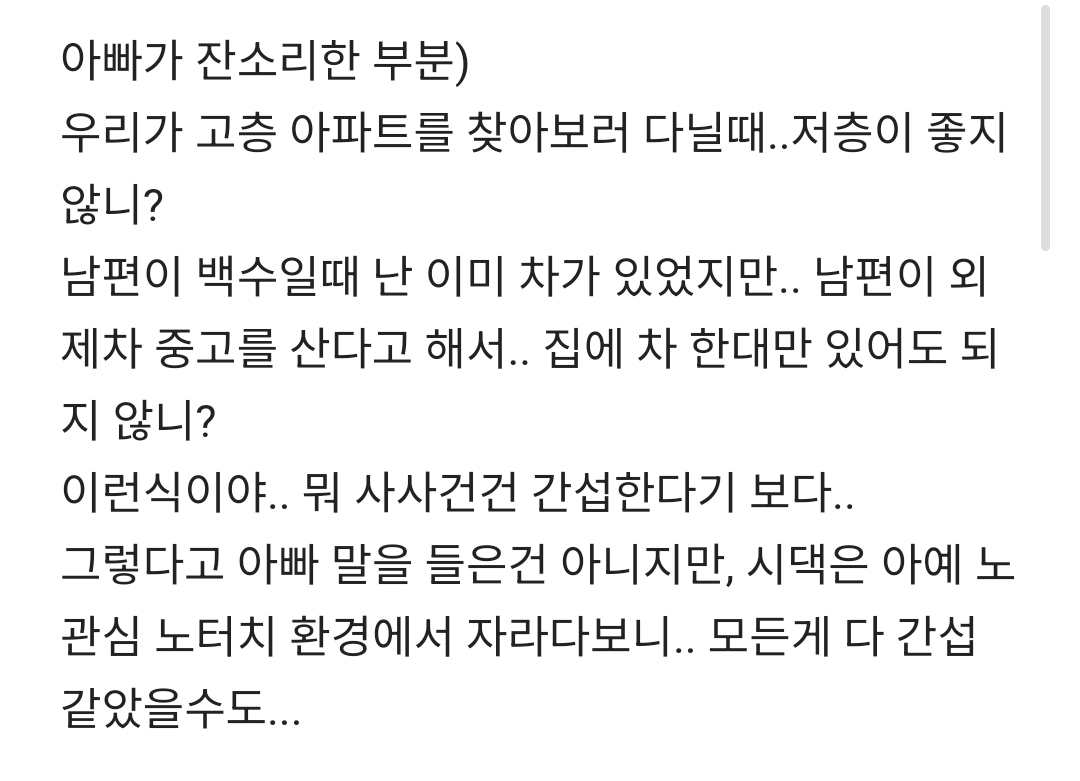 아빠가 잔소리한 부분)
우리가 고층 아파트를 찾아보러 다닐때..저층이 좋지
않니?
남편이 백수일때 난 이미 차가 있었지만.. 남편이 외
제차 중고를 산다고 해서.. 집에 차 한대만 있어도 되
지 않니?
이런식이야.. 뭐 사사건건 간섭한다기 보다..
그렇다고 아빠 말을 들은건 아니지만, 시댁은 아예 노
관심 노터치 환경에서 자라다보니.. 모든게 다 간섭
같았을수도...